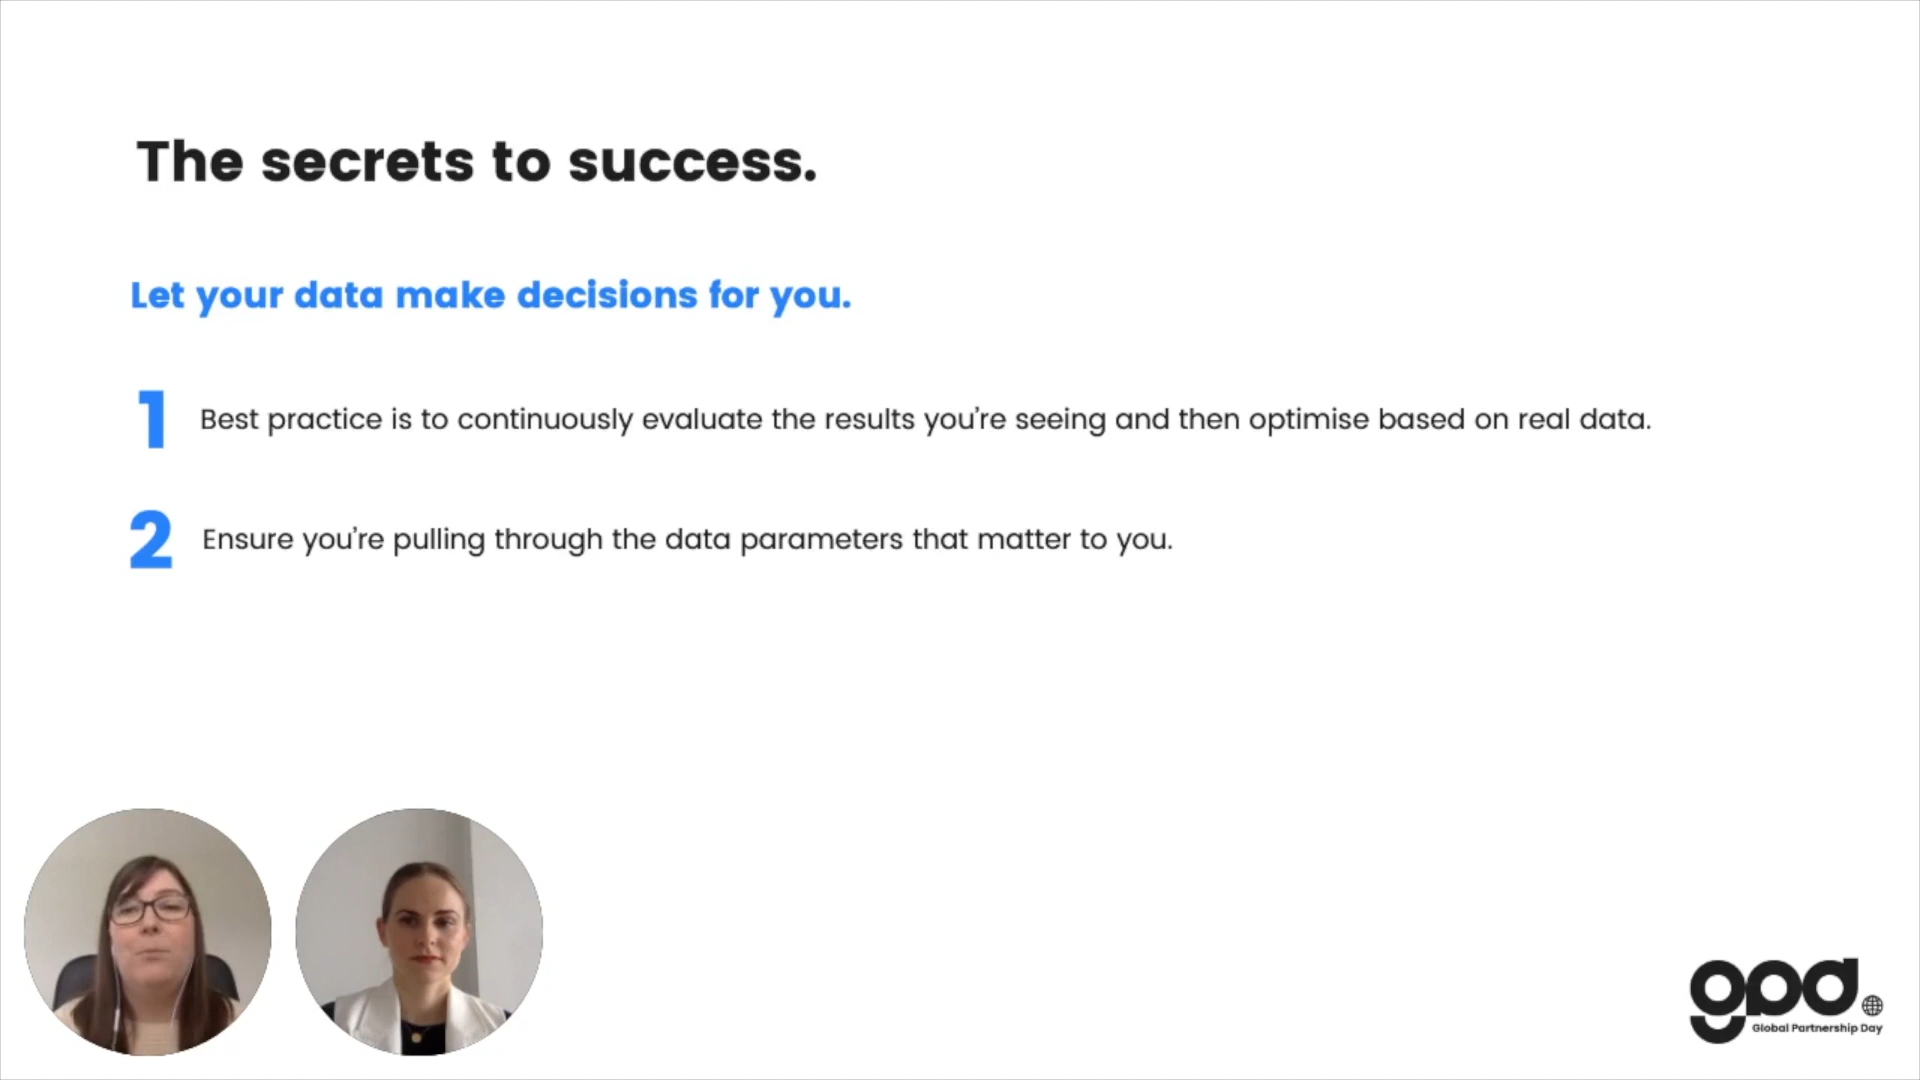 The secrets to success.
Let your data make decisions for you.
1 Best practice is to continuously evaluate the results you're seeing and then optimise based on real data.
2 Ensure you're pulling through the data parameters that matter to you.
gpd.
Global Partnership Day